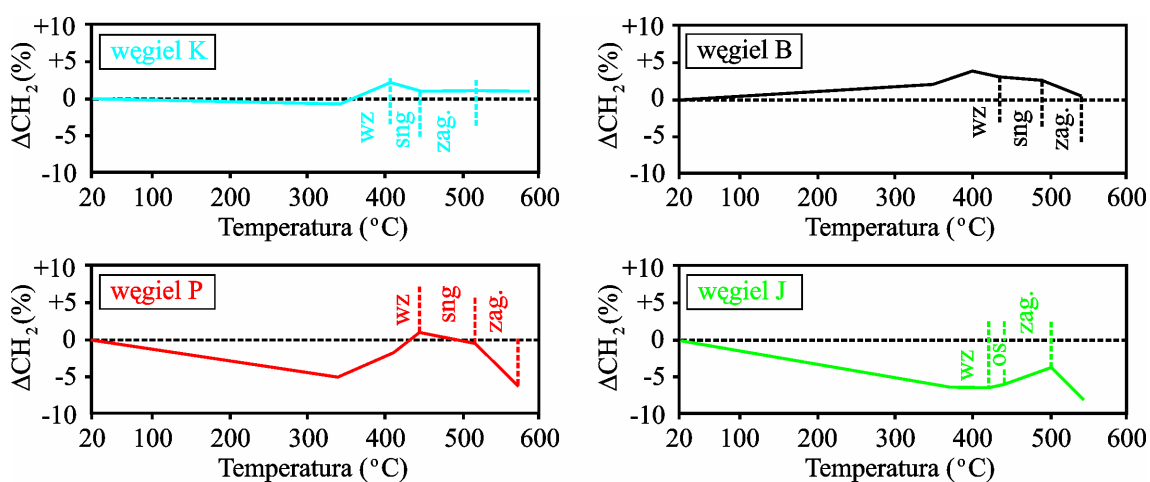 +10
+5
0
-5
-10
ΔCH₂(%)
węgiel K
wz
sng
zag.
20 100 200 300 400 500 600
Temperatura (°C)
+10
+5
0
-5
-10
ΔCH₂(%)
węgiel B
wz
sng
zag.
20 100 200 300 400 500 600
Temperatura (°C)
+10
+5
0
-5
-10
ΔCH₂(%)
węgiel P
wz
sng
zag.
20 100 200 300 400 500 600
Temperatura (°C)
+10
+5
0
-5
-10
ΔCH₂(%)
węgiel J
wz
os
zag.
20 100 200 300 400 500 600
Temperatura (°C)